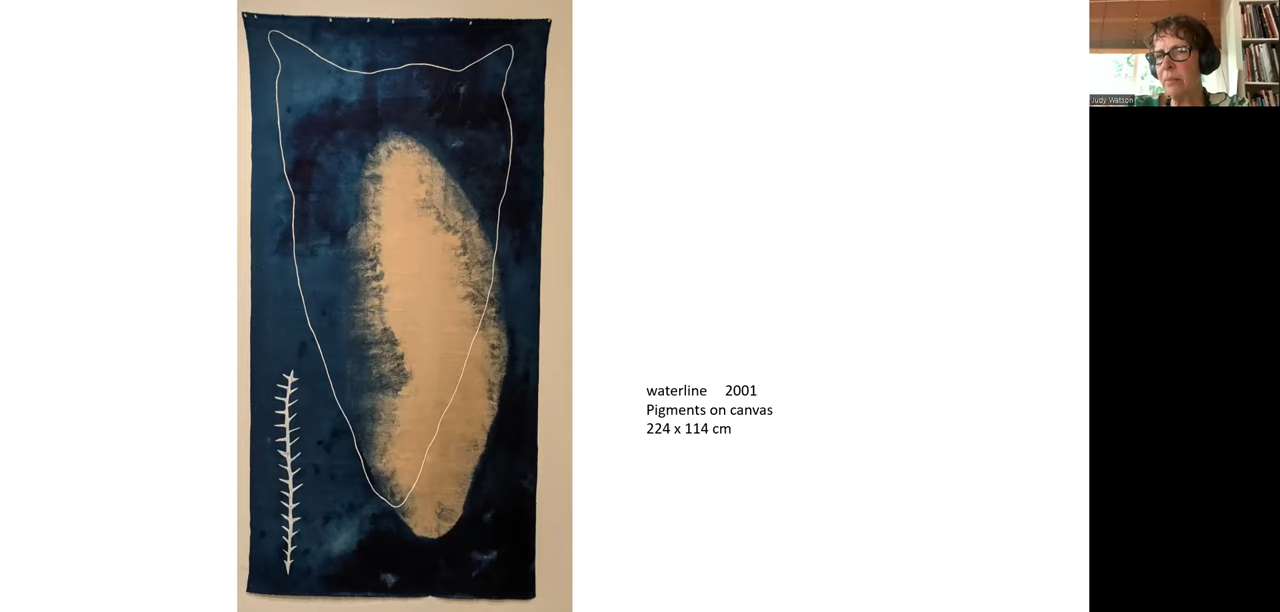 waterline 2001
Pigments on canvas
224 x 114 cm
Judy Watson